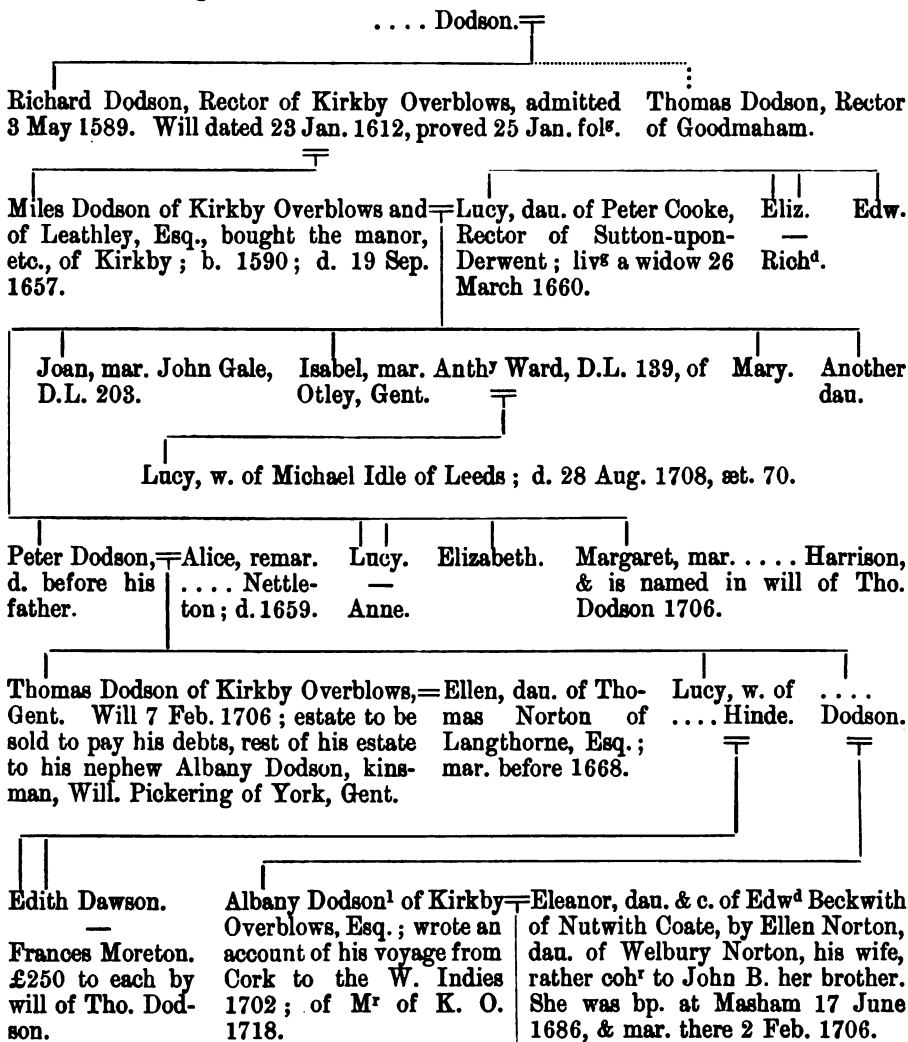 .... Dodson.
Richard Dodson, Rector of Kirkby Overblows, admitted
3 May 1589. Will dated 23 Jan. 1612, proved 25 Jan. folᵍ.
Thomas Dodson, Rector
of Goodmaham.
Miles Dodson of Kirkby Overblows and
of Leathley, Esq., bought the manor,
etc., of Kirkby; b. 1590; d. 19 Sep.
1657.
Lucy, dau. of Peter Cooke,
Rector of Sutton-upon-
Derwent; livᵍ a widow 26
March 1660.
Eliz.
—
Richᵈ.
Edw.
Joan, mar. John Gale,
D.L. 203.
Isabel, mar. Anthʸ Ward, D.L. 139, of
Otley, Gent.
Mary.
Another
dau.
Lucy, w. of Michael Idle of Leeds; d. 28 Aug. 1708, æt. 70.
Peter Dodson,
d. before his
father.
Alice, remar.
.... Nettle-
ton; d. 1659.
Lucy.
—
Anne.
Elizabeth.
Margaret, mar. ..... Harrison,
& is named in will of Tho.
Dodson 1706.
Thomas Dodson of Kirkby Overblows,=
Gent. Will 7 Feb. 1706; estate to be
sold to pay his debts, rest of his estate
to his nephew Albany Dodson, kins-
man, Will. Pickering of York, Gent.
Ellen, dau. of Tho-
mas Norton of
Langthorne, Esq.;
mar. before 1668.
Lucy, w. of
.... Hinde.
....
Dodson.
Edith Dawson.
—
Frances Moreton.
£250 to each by
will of Tho. Dod-
son.
Albany Dodson¹ of Kirkby
Overblows, Esq.; wrote an
account of his voyage from
Cork to the W. Indies
1702; of Mʳ of K. O.
1718.
Eleanor, dau. & c. of Edwᵈ Beckwith
of Nutwith Coate, by Ellen Norton,
dau. of Welbury Norton, his wife,
rather cohʳ to John B. her brother.
She was bp. at Masham 17 June
1686, & mar. there 2 Feb. 1706.